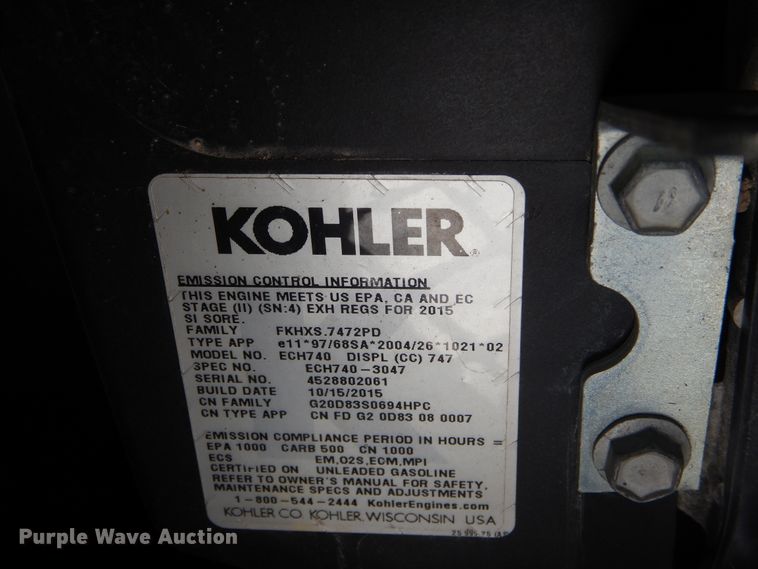 KOHLER®
EMISSION CONTROL INFORMATION
THIS ENGINE MEETS US EPA, CA AND EC
STAGE (II) (SN:4) EXH REGS FOR 2015
SI SORE.
FAMILY FKHXS.7472PD
TYPE APP e11*97/68SA*2004/26*1021*02
MODEL NO. ECH740 DISPL (CC) 747
SPEC NO. ECH740-3047
SERIAL NO. 4528802061
BUILD DATE 10/15/2015
CN FAMILY G20D83S0694HPC
CN TYPE APP CN FD G2 0D83 08 0007
EMISSION COMPLIANCE PERIOD IN HOURS =
EPA 1000 CARB 500 CN 1000
ECS EM,O2S,ECM,MPI
CERTIFIED ON UNLEADED GASOLINE
REFER TO OWNER'S MANUAL FOR SAFETY,
MAINTENANCE SPECS AND ADJUSTMENTS
1-800-544-2444 KohlerEngines.com
KOHLER CO. KOHLER, WISCONSIN USA
Purple Wave Auction